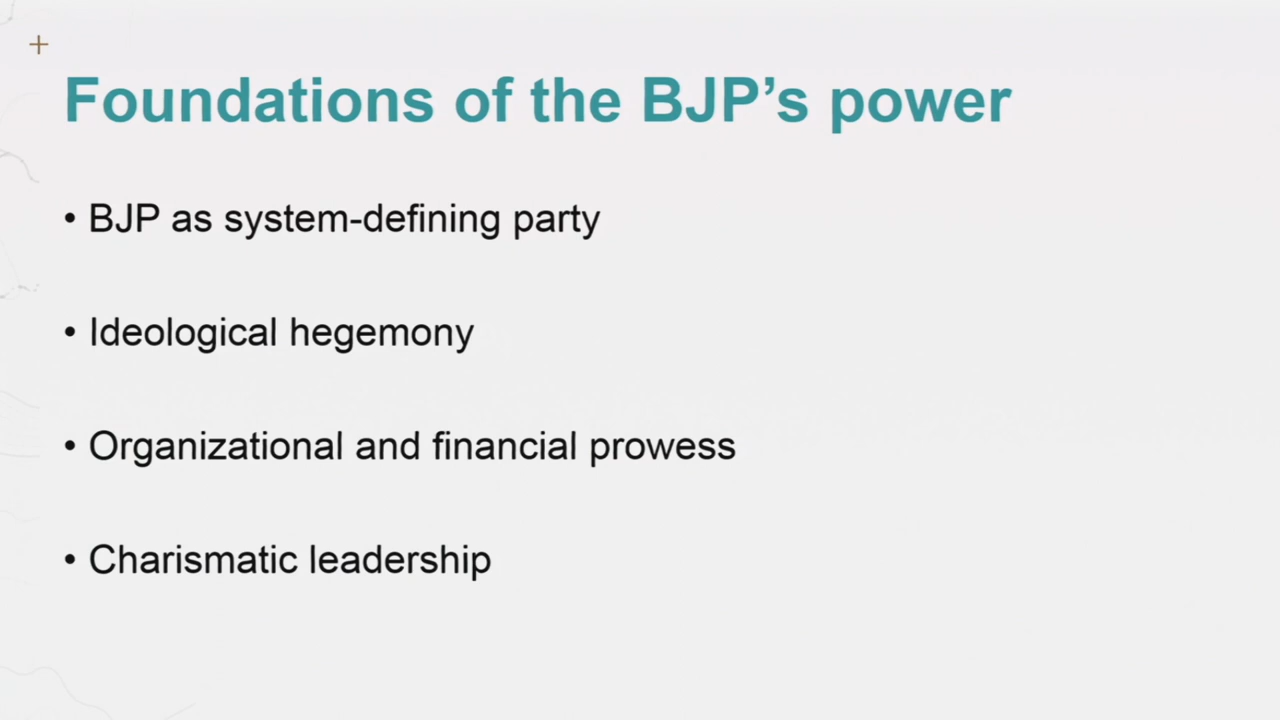 Foundations of the BJP’s power
• BJP as system-defining party
• Ideological hegemony
• Organizational and financial prowess
• Charismatic leadership